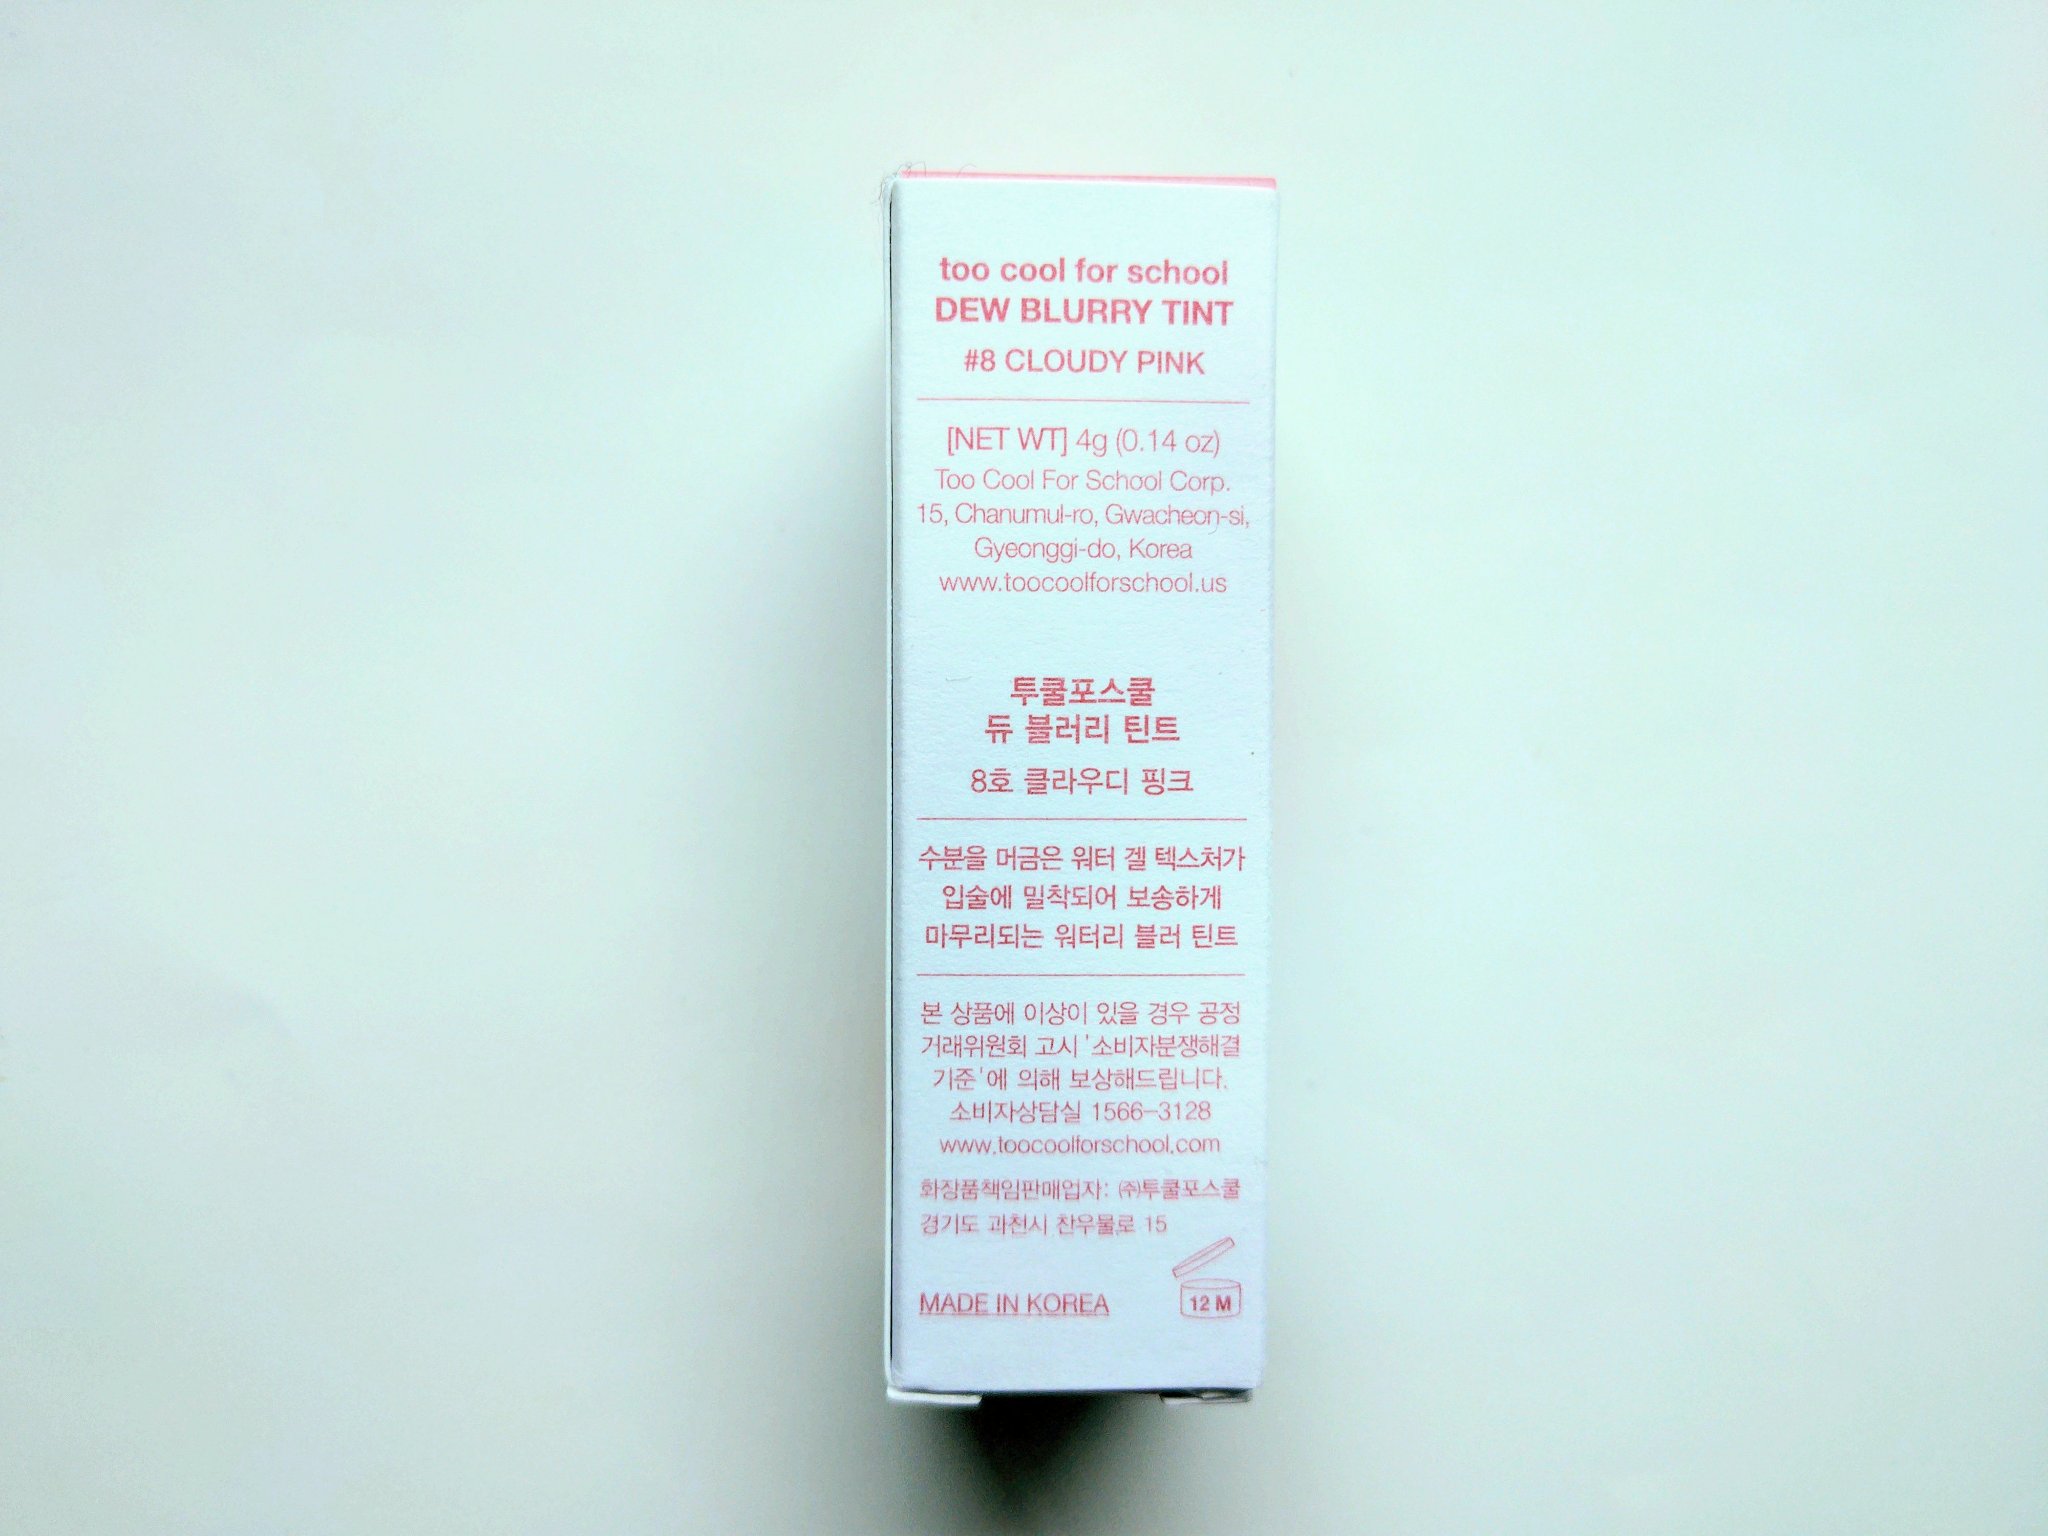 too cool for school
DEW BLURRY TINT
#8 CLOUDY PINK
[NET WT] 4g (0.14 oz)
Too Cool For School Corp.
15, Chanumul-ro, Gwacheon-si,
Gyeonggi-do, Korea
www.toocoolforschool.us
투쿨포스쿨
듀 블러리 틴트
8호 클라우디 핑크
수분을 머금은 워터 겔 텍스처가
입술에 밀착되어 보송하게
마무리되는 워터리 블러 틴트
본 상품에 이상이 있을 경우 공정
거래위원회 고시 '소비자분쟁해결
기준'에 의해 보상해드립니다.
소비자상담실 1566-3128
www.toocoolforschool.com
화장품책임판매업자: ㈜투쿨포스쿨
경기도 과천시 찬우물로 15
MADE IN KOREA
12 M